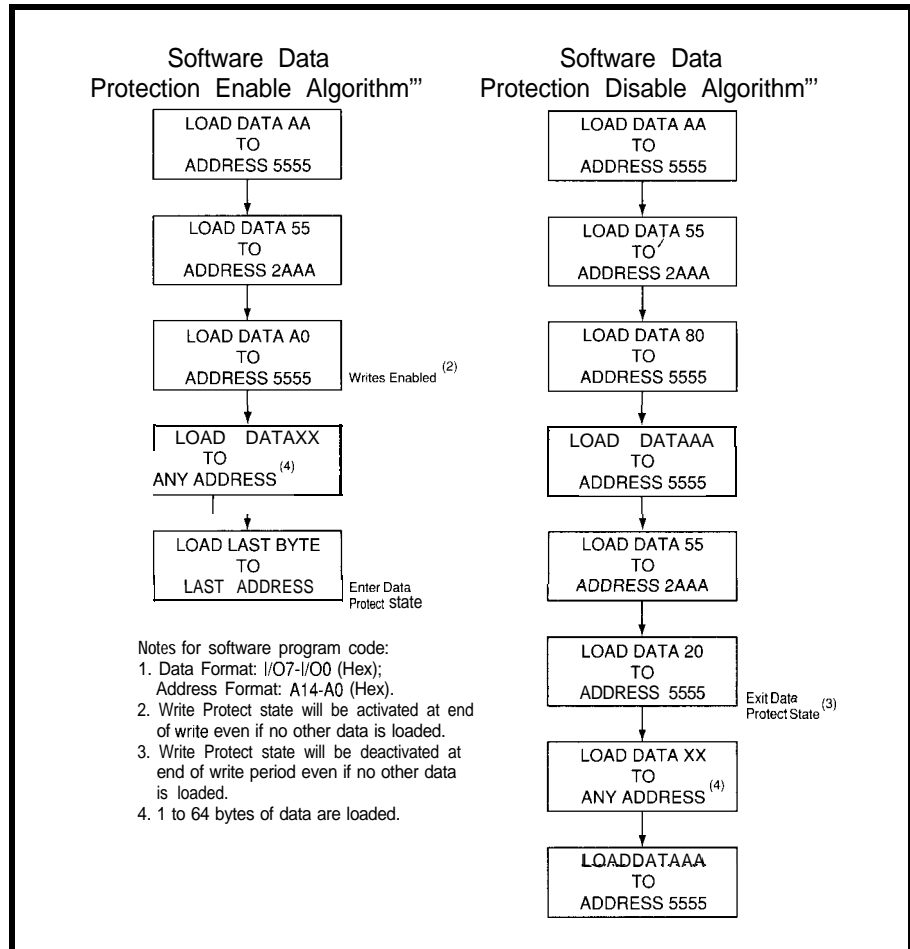 Software Data
Protection Enable Algorithm"'
LOAD DATA AA
TO
ADDRESS 5555
LOAD DATA 55
TO
ADDRESS 2AAA
LOAD DATA A0
TO
ADDRESS 5555
Writes Enabled (2)
LOAD DATAXX
TO
ANY ADDRESS (4)
LOAD LAST BYTE
TO
LAST ADDRESS
Enter Data
Protect state
Notes for software program code:
1. Data Format: I/O7-I/O0 (Hex);
Address Format: A14-A0 (Hex).
2. Write Protect state will be activated at end
of write even if no other data is loaded.
3. Write Protect state will be deactivated at
end of write period even if no other data
is loaded.
4. 1 to 64 bytes of data are loaded.
Software Data
Protection Disable Algorithm"'
LOAD DATA AA
TO
ADDRESS 5555
LOAD DATA 55
TO
ADDRESS 2AAA
LOAD DATA 80
TO
ADDRESS 5555
LOAD DATAAA
TO
ADDRESS 5555
LOAD DATA 55
TO
ADDRESS 2AAA
LOAD DATA 20
TO
ADDRESS 5555
Exit Data
Protect State (3)
LOAD DATA XX
TO
ANY ADDRESS (4)
LOADDATAAA
TO
ADDRESS 5555